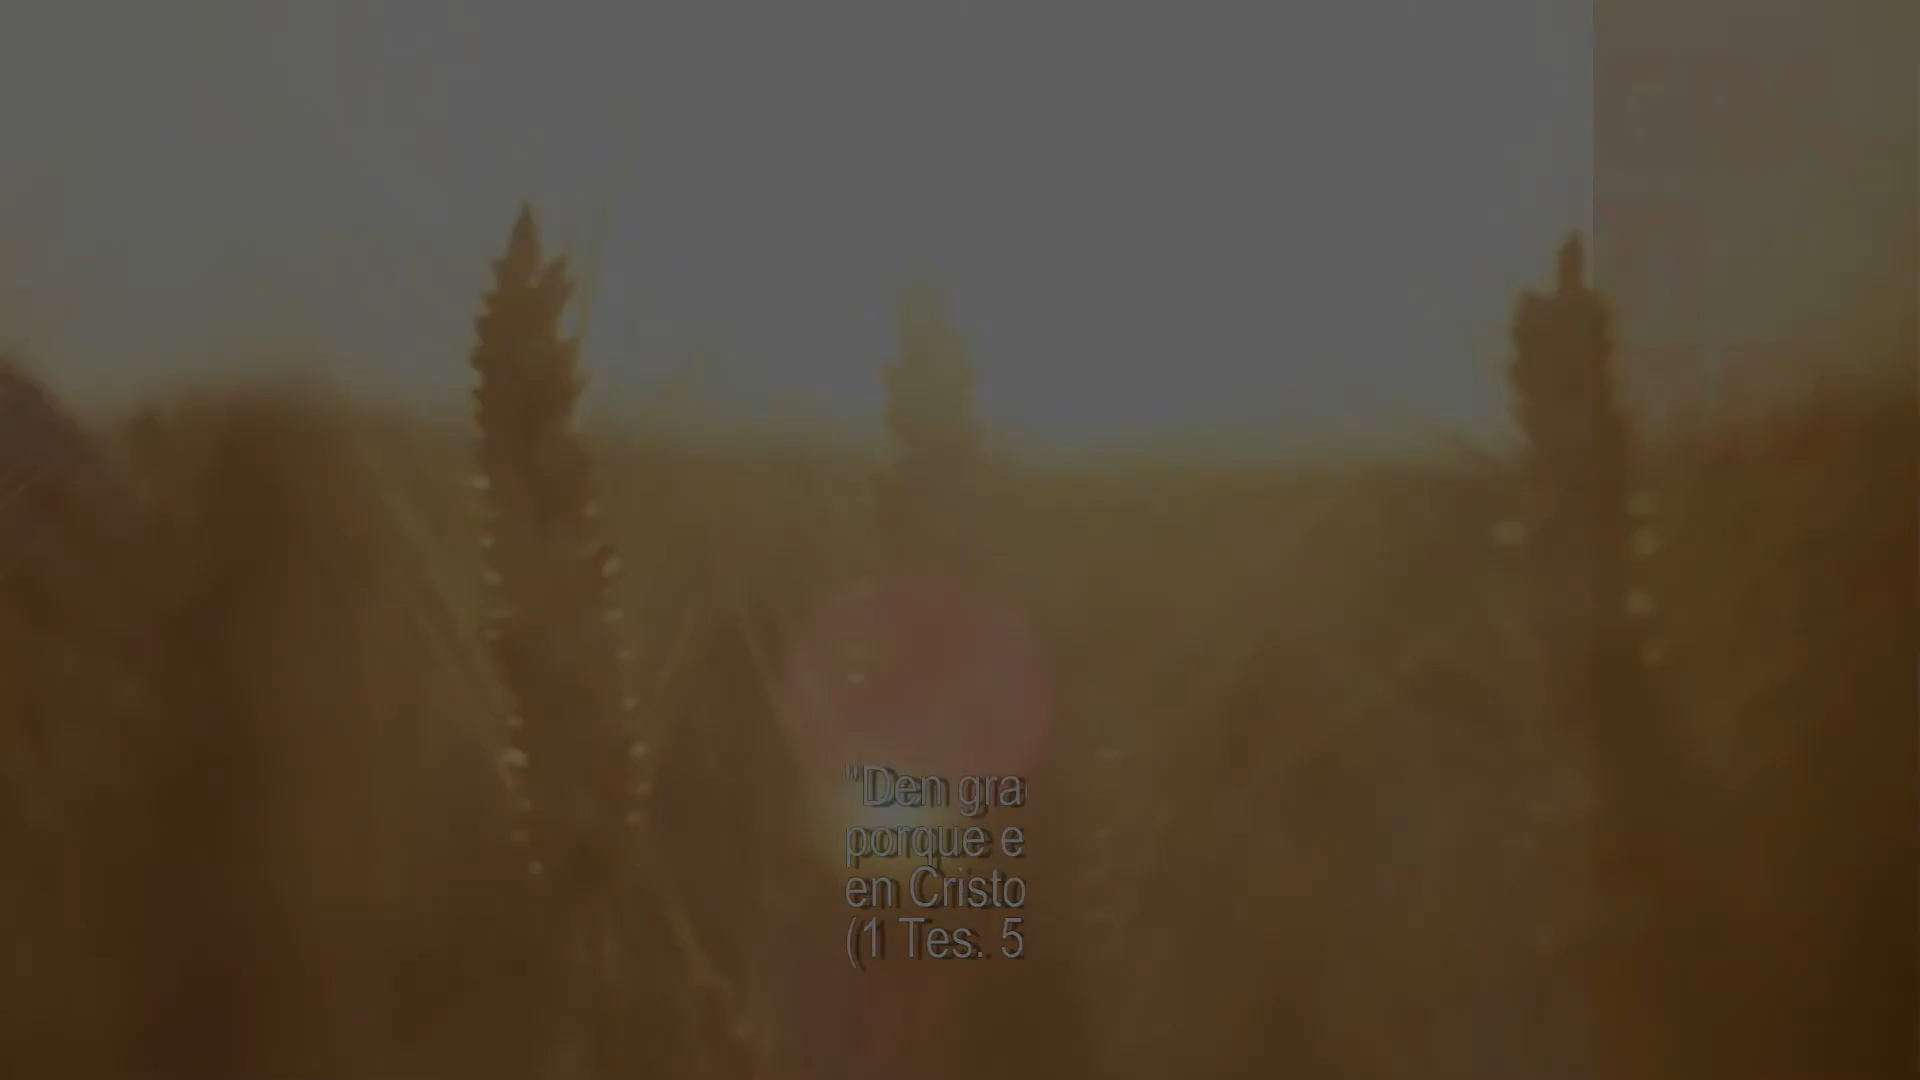 "Den gra
porque e
en Cristo
(1 Tes. 5